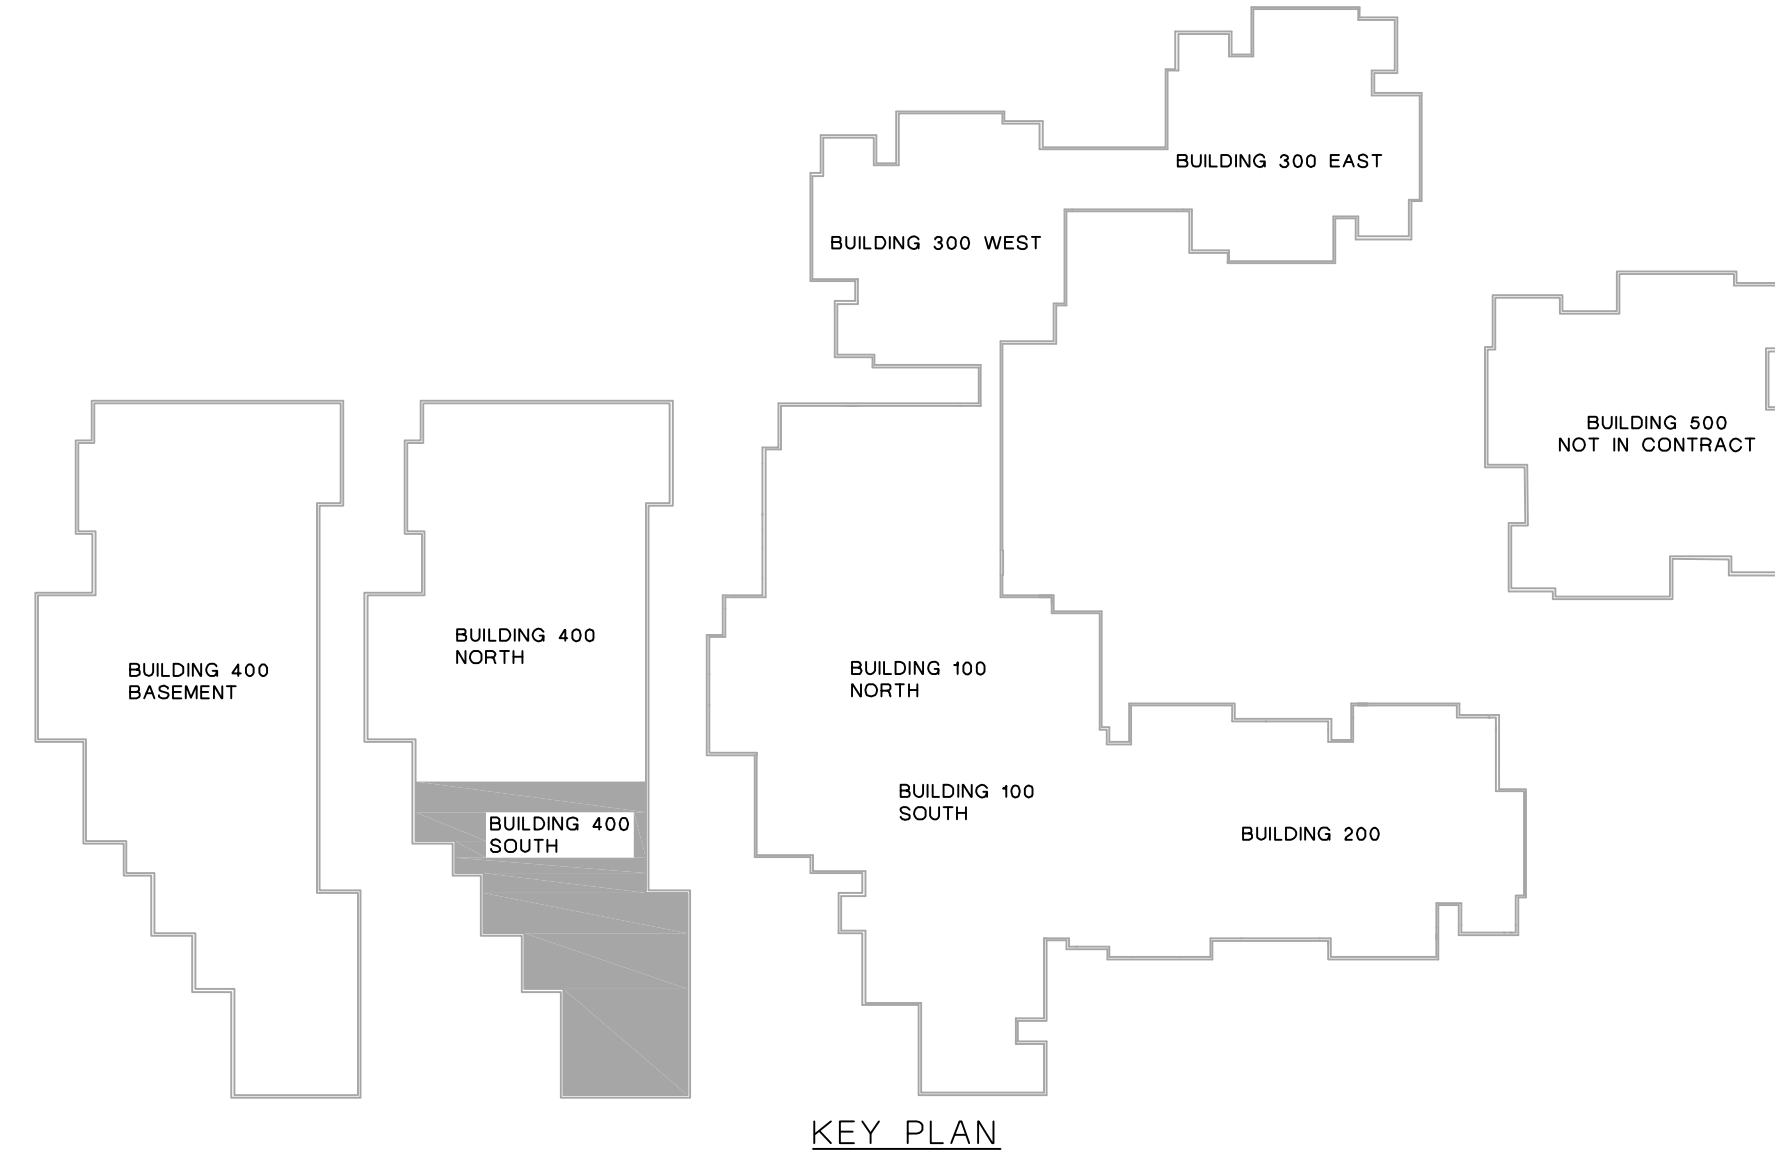 BUILDING 300 EAST
BUILDING 300 WEST
BUILDING 500
NOT IN CONTRACT
BUILDING 400
NORTH
BUILDING 400
BASEMENT
BUILDING 100
NORTH
BUILDING 100
SOUTH
BUILDING 400
SOUTH
BUILDING 200
KEY PLAN